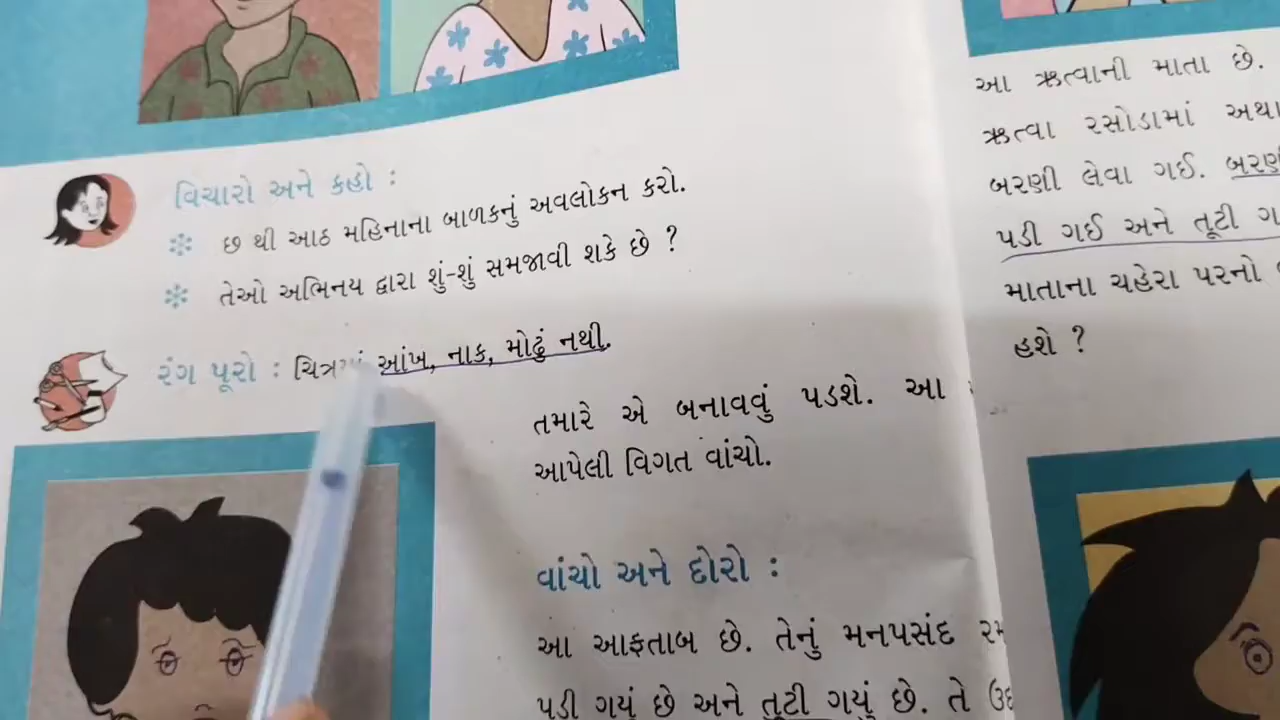 વિચારો અને કહો :
છ થી આઠ મહિનાના બાળકનું અવલોકન કરો.
તેઓ અભિનય દ્વારા શું-શું સમજાવી શકે છે ?
રંગ પૂરો : ચિત્રમાં આંખ, નાક, મોઢું નથી.
તમારે એ બનાવવું પડશે. આ
આપેલી વિગત વાંચો.
વાંચો અને દોરો :
આ આફતાબ છે. તેનું મનપસંદ
પડી ગયું છે અને તૂટી ગયું છે. તે
આ ઋત્વાની માતા છે.
ઋત્વા રસોડામાં
બરણી લેવા ગઈ.
પડી ગઈ અને તૂટી
માતાના ચહેરા પરનો
હશે ?